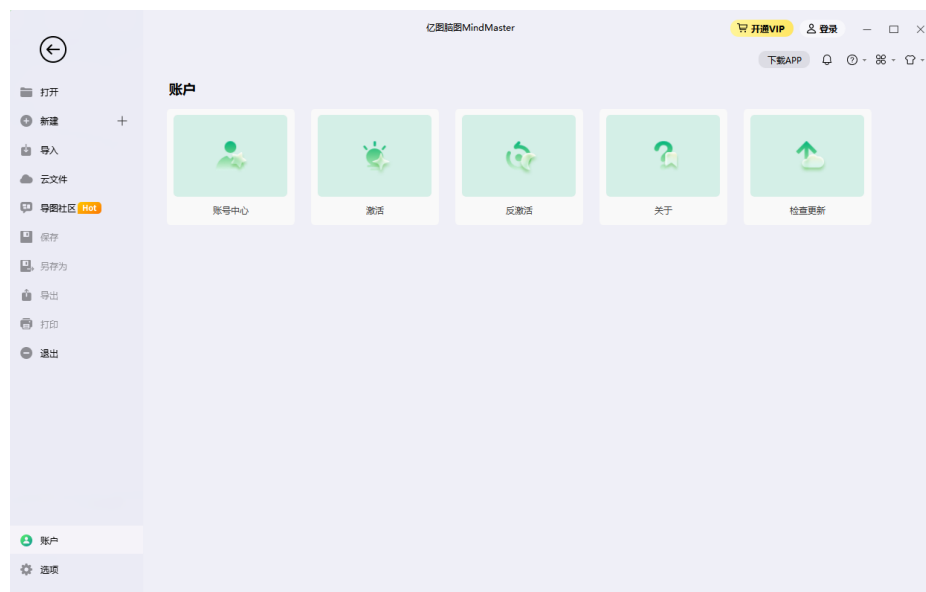 亿图脑图MindMaster
开通VIP
登录
下载APP
打开
新建
导入
云文件
导图社区 Hot
保存
另存为
导出
打印
退出
账户
选项
账户
账号中心
激活
反激活
关于
检查更新